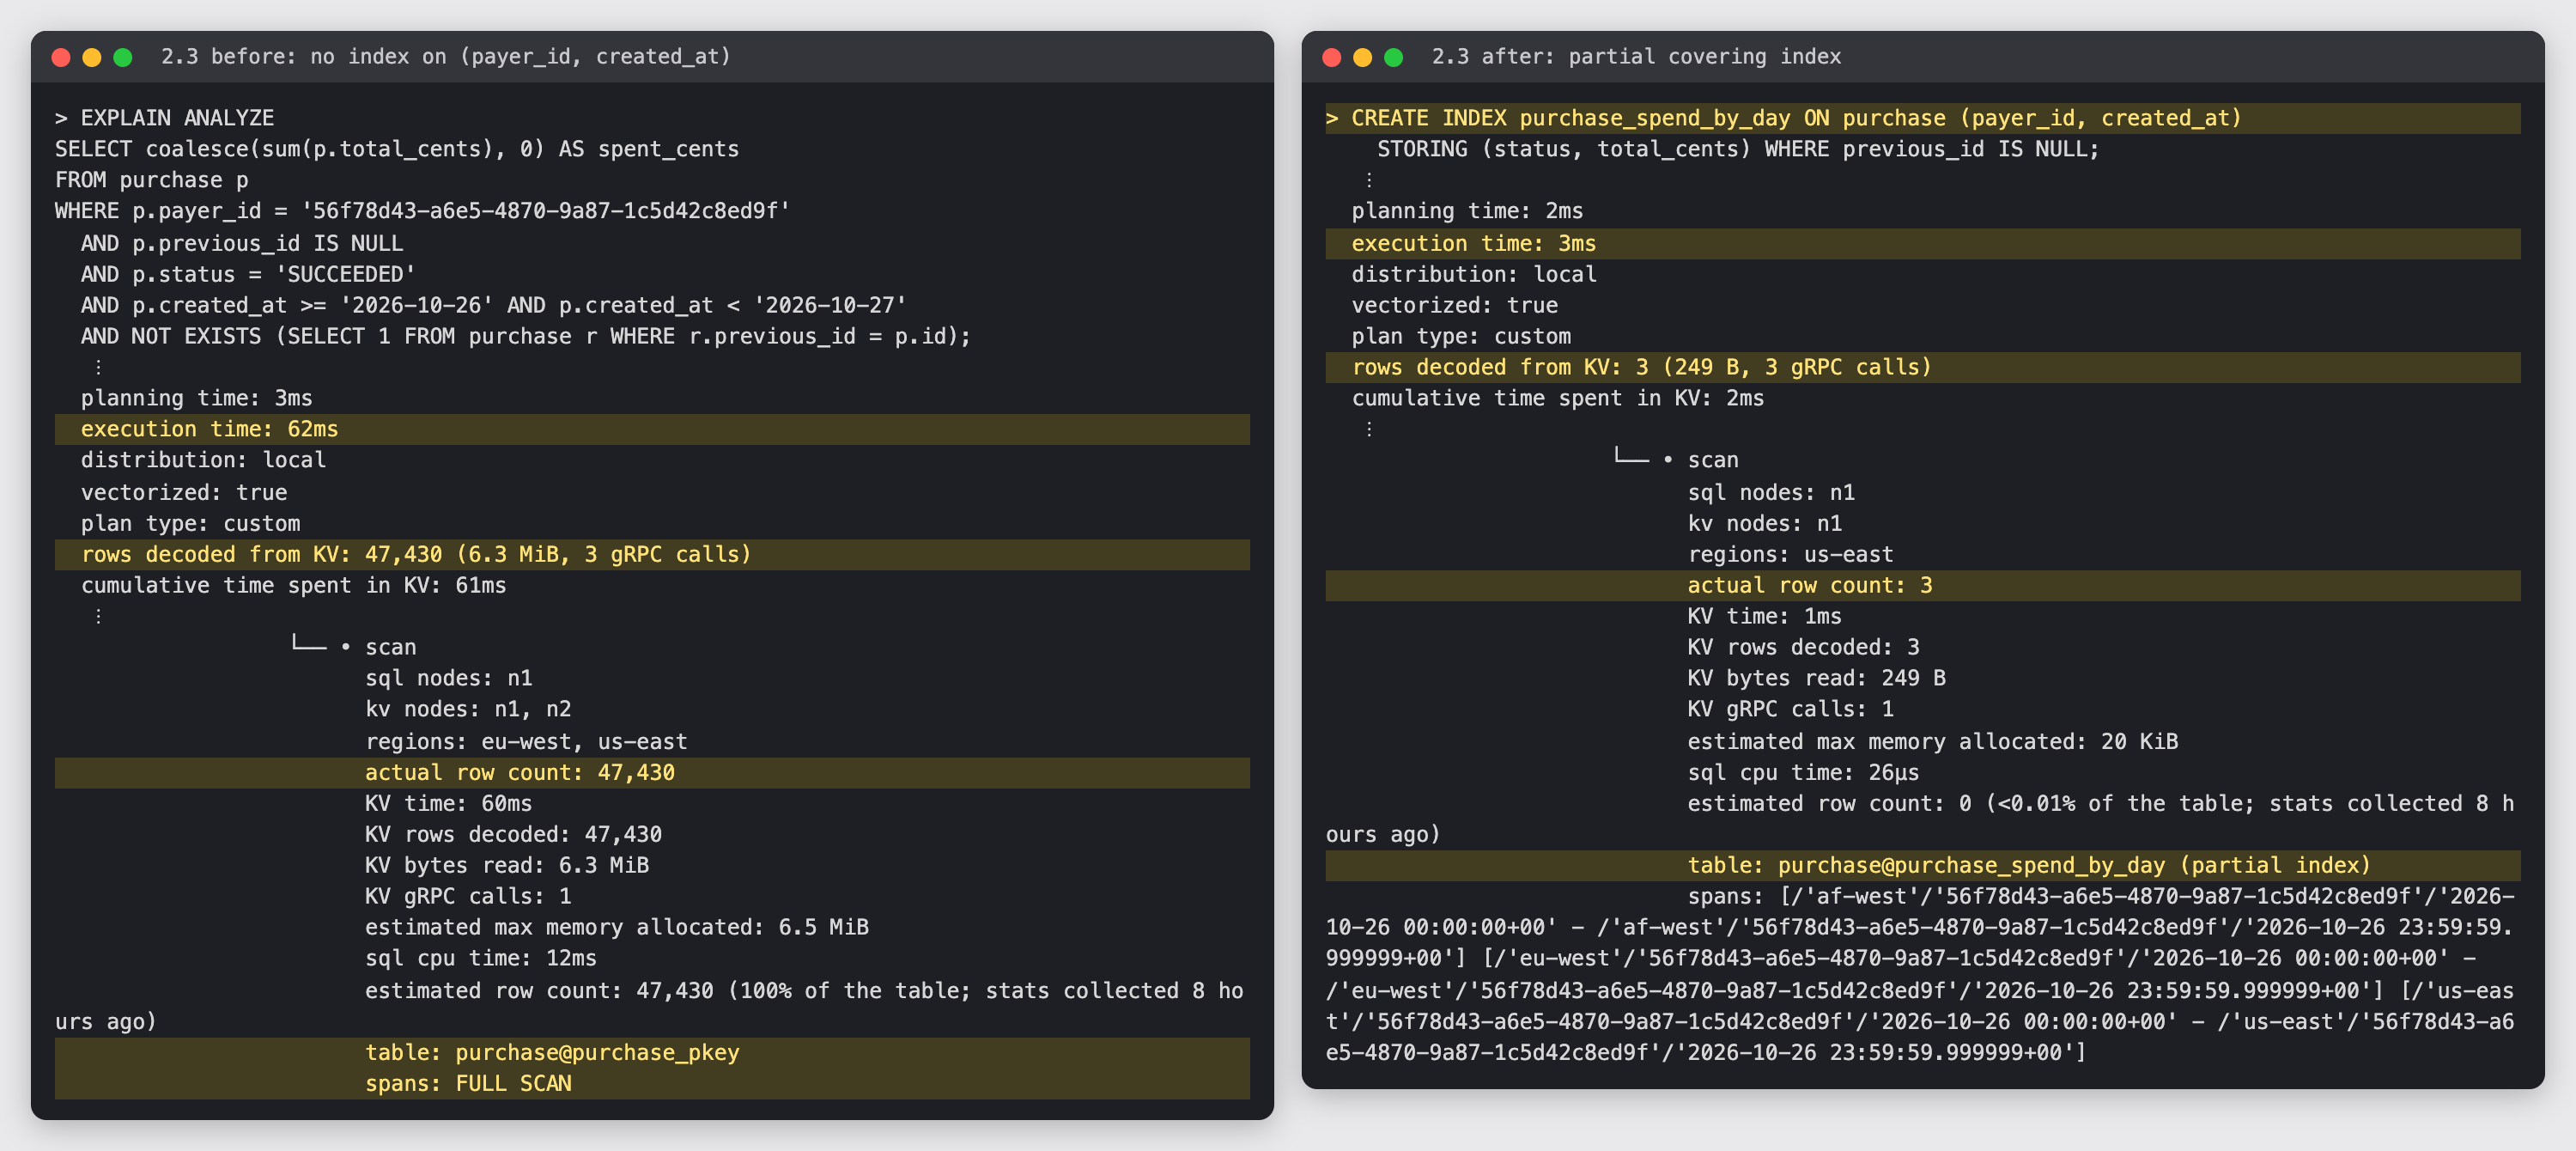 2.3 before: no index on (payer_id, created_at)
> EXPLAIN ANALYZE
SELECT coalesce(sum(p.total_cents), 0) AS spent_cents
FROM purchase p
WHERE p.payer_id = '56f78d43-a6e5-4870-9a87-1c5d42c8ed9f'
  AND p.previous_id IS NULL
  AND p.status = 'SUCCEEDED'
  AND p.created_at >= '2026-10-26' AND p.created_at < '2026-10-27'
  AND NOT EXISTS (SELECT 1 FROM purchase r WHERE r.previous_id = p.id);
   ⋮
  planning time: 3ms
  execution time: 62ms
  distribution: local
  vectorized: true
  plan type: custom
  rows decoded from KV: 47,430 (6.3 MiB, 3 gRPC calls)
  cumulative time spent in KV: 61ms
   ⋮
└── • scan
sql nodes: n1
kv nodes: n1, n2
regions: eu-west, us-east
actual row count: 47,430
KV time: 60ms
KV rows decoded: 47,430
KV bytes read: 6.3 MiB
KV gRPC calls: 1
estimated max memory allocated: 6.5 MiB
sql cpu time: 12ms
estimated row count: 47,430 (100% of the table; stats collected 8 ho
urs ago)
table: purchase@purchase_pkey
spans: FULL SCAN
2.3 after: partial covering index
> CREATE INDEX purchase_spend_by_day ON purchase (payer_id, created_at)
    STORING (status, total_cents) WHERE previous_id IS NULL;
   ⋮
  planning time: 2ms
  execution time: 3ms
  distribution: local
  vectorized: true
  plan type: custom
  rows decoded from KV: 3 (249 B, 3 gRPC calls)
  cumulative time spent in KV: 2ms
   ⋮
└── • scan
sql nodes: n1
kv nodes: n1
regions: us-east
actual row count: 3
KV time: 1ms
KV rows decoded: 3
KV bytes read: 249 B
KV gRPC calls: 1
estimated max memory allocated: 20 KiB
sql cpu time: 26µs
estimated row count: 0 (<0.01% of the table; stats collected 8 h
ours ago)
table: purchase@purchase_spend_by_day (partial index)
spans: [/'af-west'/'56f78d43-a6e5-4870-9a87-1c5d42c8ed9f'/'2026-
10-26 00:00:00+00' - /'af-west'/'56f78d43-a6e5-4870-9a87-1c5d42c8ed9f'/'2026-10-26 23:59:59.
999999+00'] [/'eu-west'/'56f78d43-a6e5-4870-9a87-1c5d42c8ed9f'/'2026-10-26 00:00:00+00' -
/'eu-west'/'56f78d43-a6e5-4870-9a87-1c5d42c8ed9f'/'2026-10-26 23:59:59.999999+00'] [/'us-eas
t'/'56f78d43-a6e5-4870-9a87-1c5d42c8ed9f'/'2026-10-26 00:00:00+00' - /'us-east'/'56f78d43-a6
e5-4870-9a87-1c5d42c8ed9f'/'2026-10-26 23:59:59.999999+00']